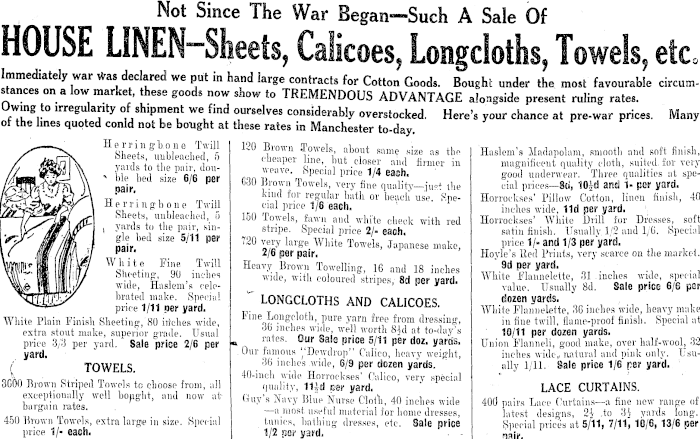 Not Since The War Began—Such A Sale Of
HOUSE LINEN—Sheets, Calicoes, Longcloths, Towels, etc.
Immediately war was declared we put in hand large contracts for Cotton Goods. Bought under the most favourable circum-
stances on a low market, these goods now show to TREMENDOUS ADVANTAGE alongside present ruling rates.
Owing to irregularity of shipment we find ourselves considerably overstocked. Here's your chance at pre-war prices. Many
of the lines quoted could not be bought at these rates in Manchester to-day.
Herringbone Twill
Sheets, unbleached, 5
yards to the pair, dou-
ble bed size 6/6 per
pair.
Herringbone Twill
Sheets, unbleached, 5
yards to the pair, sin-
gle bed size 5/11 per
pair.
White Fine Twill
Sheeting, 90 inches
wide, Haslem's cele-
brated make. Special
price 1/11 per yard.
White Plain Finish Sheeting, 80 inches wide,
extra stout make, superior grade. Usual
price 3/3 per yard. Sale price 2/6 per
yard.
TOWELS.
3600 Brown Striped Towels to choose from, all
exceptionally well bought, and now at
bargain rates.
450 Brown Towels, extra large in size. Special
price 1/- each.
120 Brown Towels, about same size as the
cheaper line, but closer and firmer in
weave. Special price 1/4 each.
630 Brown Towels, very fine quality—just the
kind for regular bath or beach use. Spe-
cial price 1/6 each.
150 Towels, fawn and white check with red
stripe. Special price 2/- each.
720 very large White Towels, Japanese make,
2/6 per pair.
Heavy Brown Towelling, 16 and 18 inches
wide, with coloured stripes, 8d per yard.
LONGCLOTHS AND CALICOES.
Fine Longcloth, pure yarn free from dressing,
36 inches wide, well worth 8½d at to-day's
rates. Our Sale price 5/11 per doz. yards.
Our famous "Dewdrop" Calico, heavy weight,
36 inches wide, 6/9 per dozen yards.
40-inch wide Horrockses' Calico, very special
quality, 11½d per yard.
Guy's Navy Blue Nurse Cloth, 40 inches wide
—a most useful material for home dresses,
tunics, bathing dresses, etc. Sale price
1/2 per yard.
Haslem's Madapolam, smooth and soft finish,
magnificent quality cloth, suited for very
good underwear. Three qualities at spe-
cial prices—8d, 10½d and 1/- per yard.
Horrockses' Pillow Cotton, linen finish, 40
inches wide, 11d per yard.
Horrockses' White Drill for Dresses, soft
satin finish. Usually 1/2 and 1/6. Special
price 1/- and 1/3 per yard.
Hoyle's Red Prints, very scarce on the market.
9d per yard.
White Flannelette, 31 inches wide, special
value. Usually 8d. Sale price 6/6 per
dozen yards.
White Flannelette, 36 inches wide, heavy make
in fine twill, flame-proof finish. Special at
10/11 per dozen yards.
Union Flannel, good make, over half-wool, 32
inches wide, natural and pink only. Usu-
ally 1/11. Sale price 1/6 per yard.
LACE CURTAINS.
400 pairs Lace Curtains—a fine new range of
latest designs, 2½ to 3½ yards long.
Special prices at 5/11, 7/11, 10/6, 13/6 per
pair.